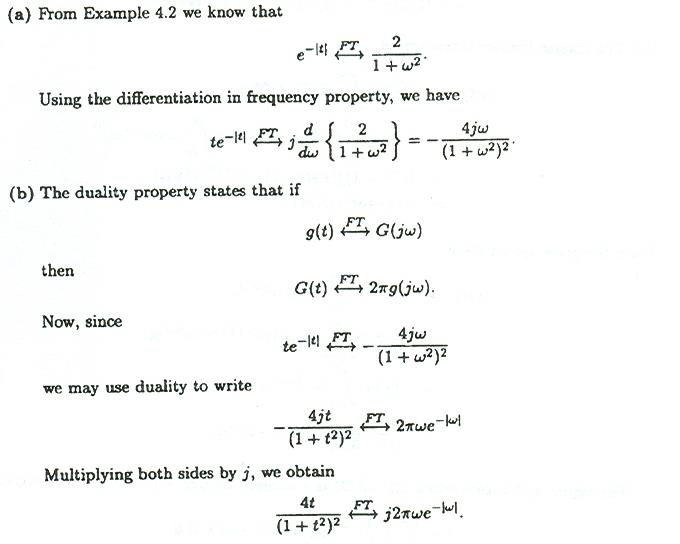 (a) From Example 4.2 we know that
e^{-|t|} \overset{FT}{\longleftrightarrow} \frac{2}{1+\omega^2}.
Using the differentiation in frequency property, we have
te^{-|t|} \overset{FT}{\longleftrightarrow} j\frac{d}{d\omega}\left\{\frac{2}{1+\omega^2}\right\} = -\frac{4j\omega}{(1+\omega^2)^2}.
(b) The duality property states that if
g(t) \overset{FT}{\longleftrightarrow} G(j\omega)
then
G(t) \overset{FT}{\longleftrightarrow} 2\pi g(j\omega).
Now, since
te^{-|t|} \overset{FT}{\longleftrightarrow} -\frac{4j\omega}{(1+\omega^2)^2}
we may use duality to write
-\frac{4jt}{(1+t^2)^2} \overset{FT}{\longleftrightarrow} 2\pi\omega e^{-|\omega|}
Multiplying both sides by j, we obtain
\frac{4t}{(1+t^2)^2} \overset{FT}{\longleftrightarrow} j2\pi\omega e^{-|\omega|}.